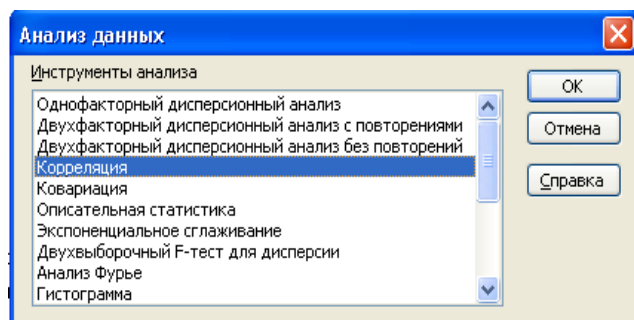 Анализ данных
Инструменты анализа
Однофакторный дисперсионный анализ
Двухфакторный дисперсионный анализ с повторениями
Двухфакторный дисперсионный анализ без повторений
Корреляция
Ковариация
Описательная статистика
Экспоненциальное сглаживание
Двухвыборочный F-тест для дисперсии
Анализ Фурье
Гистограмма
ОК
Отмена
Справка